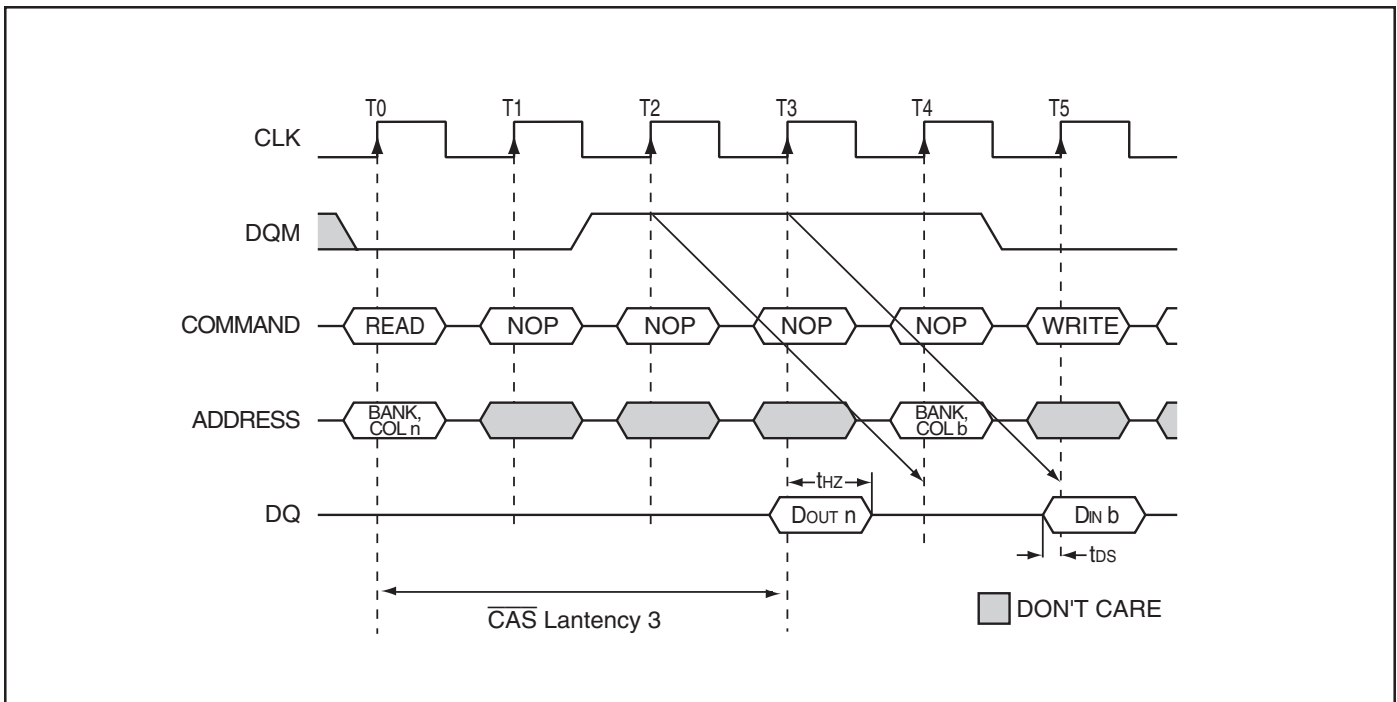 T0 T1 T2 T3 T4 T5
CLK
DQM
COMMAND READ NOP NOP NOP NOP WRITE
ADDRESS BANK, COL n BANK, COL b
tHZ
DQ DOUT n DIN b
tDS
CAS Lantency 3
DON'T CARE